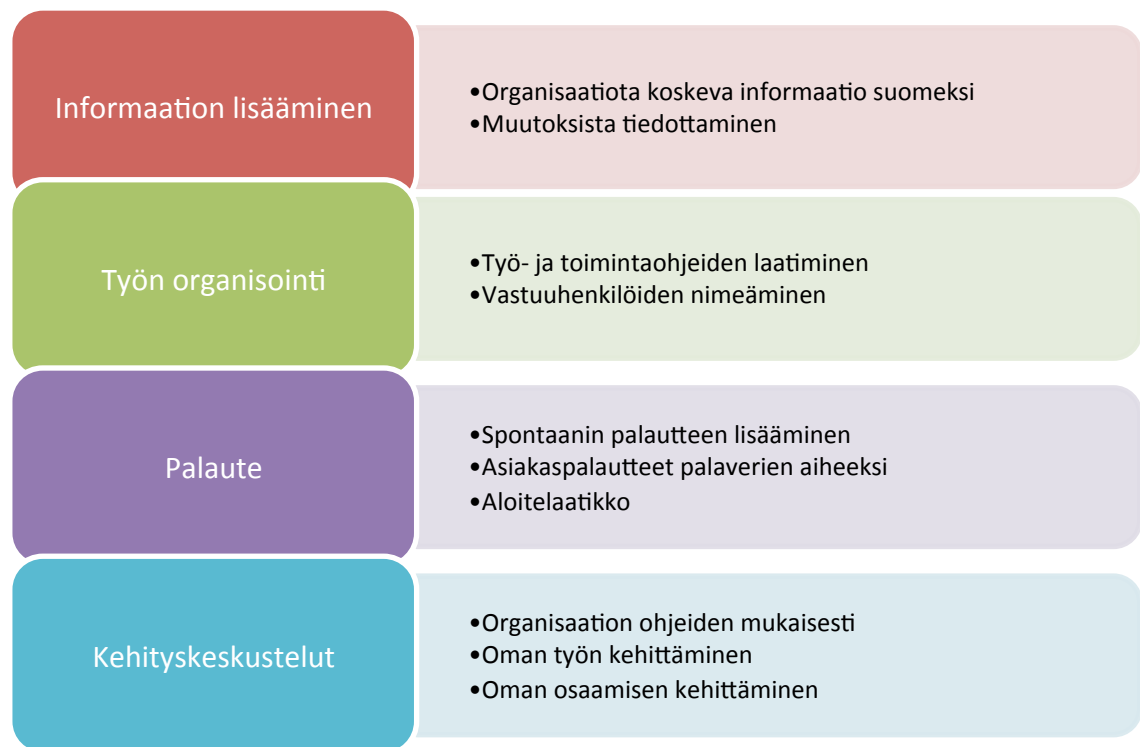 Informaation lisääminen
•Organisaatiota koskeva informaatio suomeksi
•Muutoksista tiedottaminen
Työn organisointi
•Työ- ja toimintaohjeiden laatiminen
•Vastuuhenkilöiden nimeäminen
Palaute
•Spontaanin palautteen lisääminen
•Asiakaspalautteet palaverien aiheeksi
•Aloitelaatikko
Kehityskeskustelut
•Organisaation ohjeiden mukaisesti
•Oman työn kehittäminen
•Oman osaamisen kehittäminen